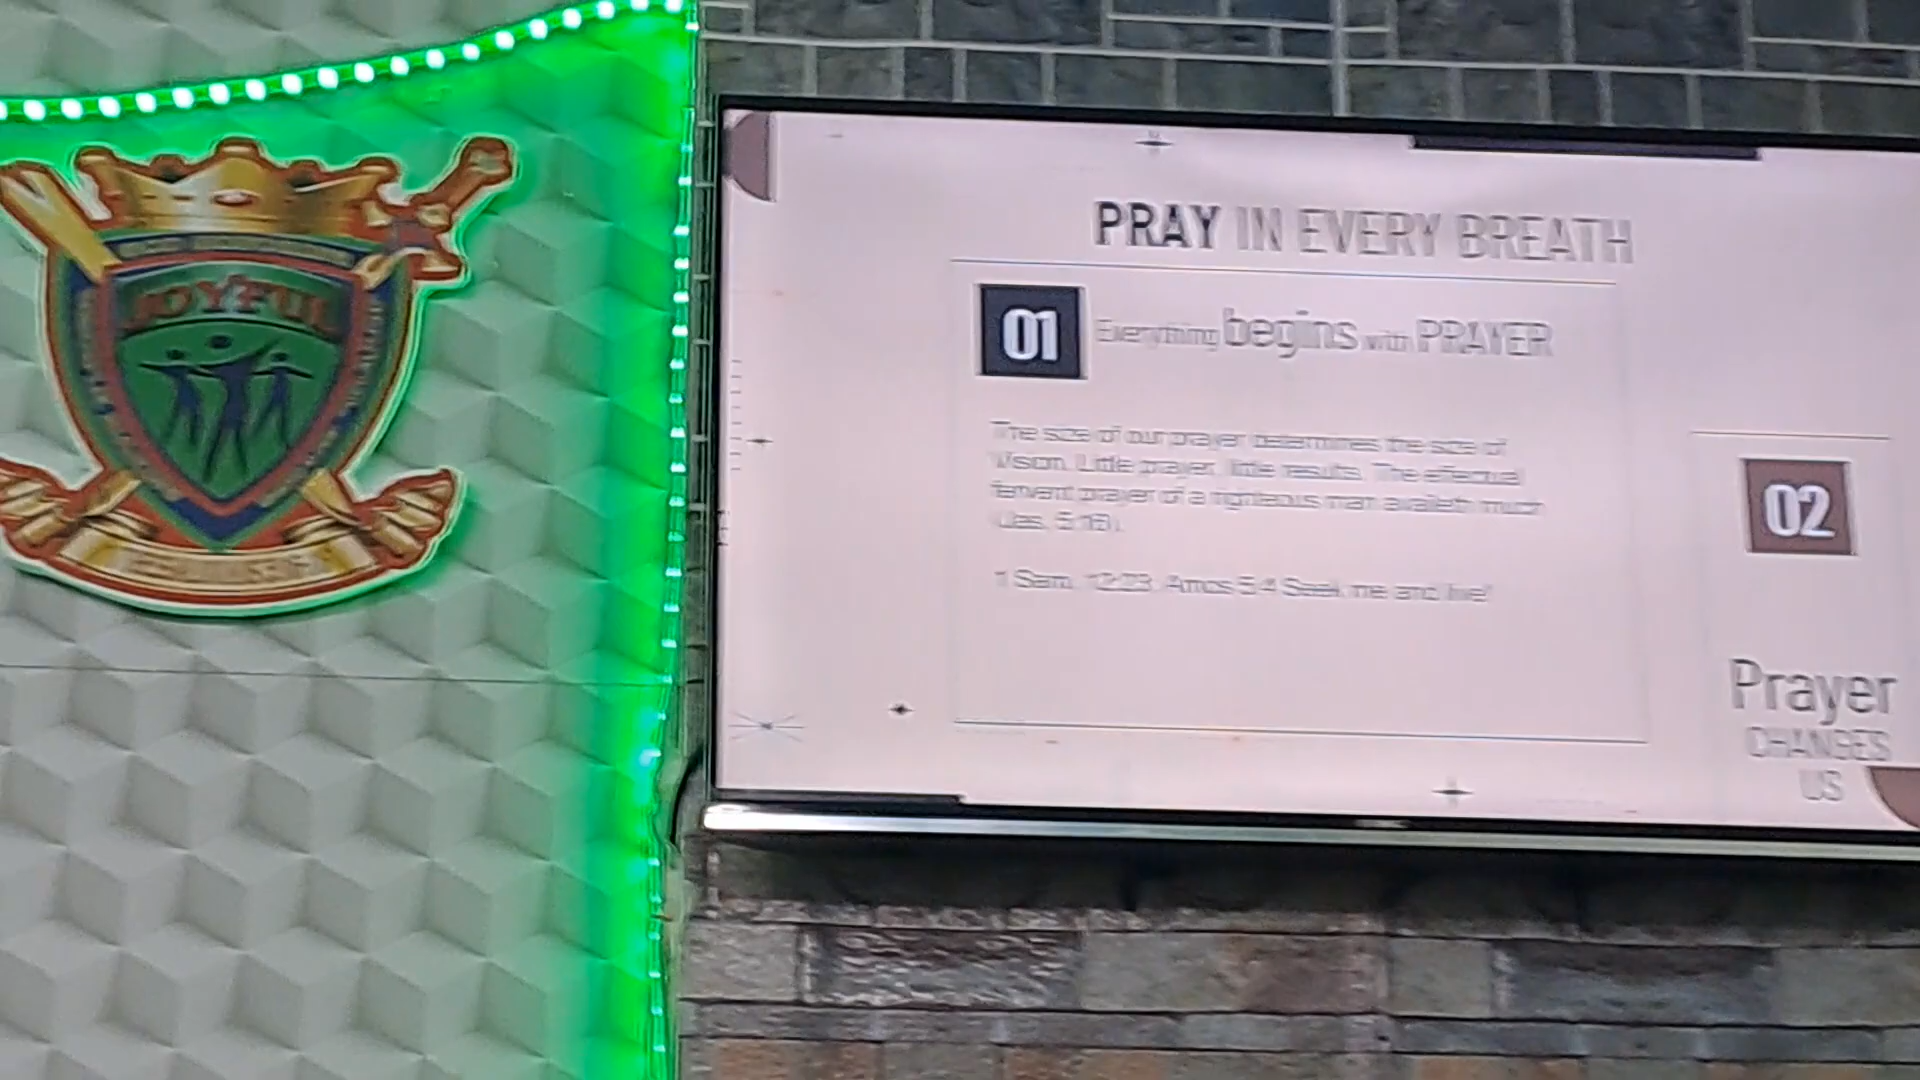 JOYFUL
PRAY IN EVERY BREATH
01
Everything begins with PRAYER
The size of our prayer determines the size of
Vision. Little prayer, little results. The effectual
fervent prayer of a righteous man availeth much
(Jas. 5:16).
1 Sam. 12:23. Amos 5:4 Seek me and live!
02
Prayer
CHANGES
US